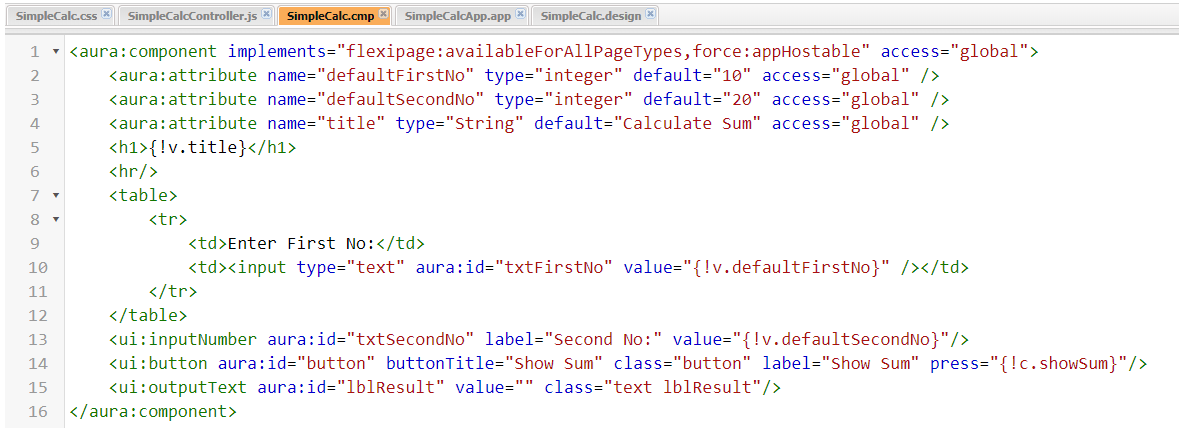 SimpleCalc.css SimpleCalcController.js SimpleCalc.cmp SimpleCalcApp.app SimpleCalc.design
1 <aura:component implements="flexipage:availableForAllPageTypes,force:appHostable" access="global">
2 <aura:attribute name="defaultFirstNo" type="integer" default="10" access="global" />
3 <aura:attribute name="defaultSecondNo" type="integer" default="20" access="global" />
4 <aura:attribute name="title" type="String" default="Calculate Sum" access="global" />
5 <h1>{!v.title}</h1>
6 <hr/>
7 <table>
8 <tr>
9 <td>Enter First No:</td>
10 <td><input type="text" aura:id="txtFirstNo" value="{!v.defaultFirstNo}" /></td>
11 </tr>
12 </table>
13 <ui:inputNumber aura:id="txtSecondNo" label="Second No:" value="{!v.defaultSecondNo}"/>
14 <ui:button aura:id="button" buttonTitle="Show Sum" class="button" label="Show Sum" press="{!c.showSum}"/>
15 <ui:outputText aura:id="lblResult" value="" class="text lblResult"/>
16 </aura:component>